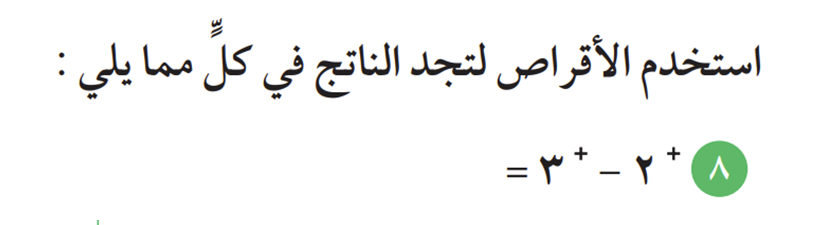 استخدم الأقراص لتجد الناتج في كلٍّ مما يلي :
٨ ⁺٢ – ⁺٣ =